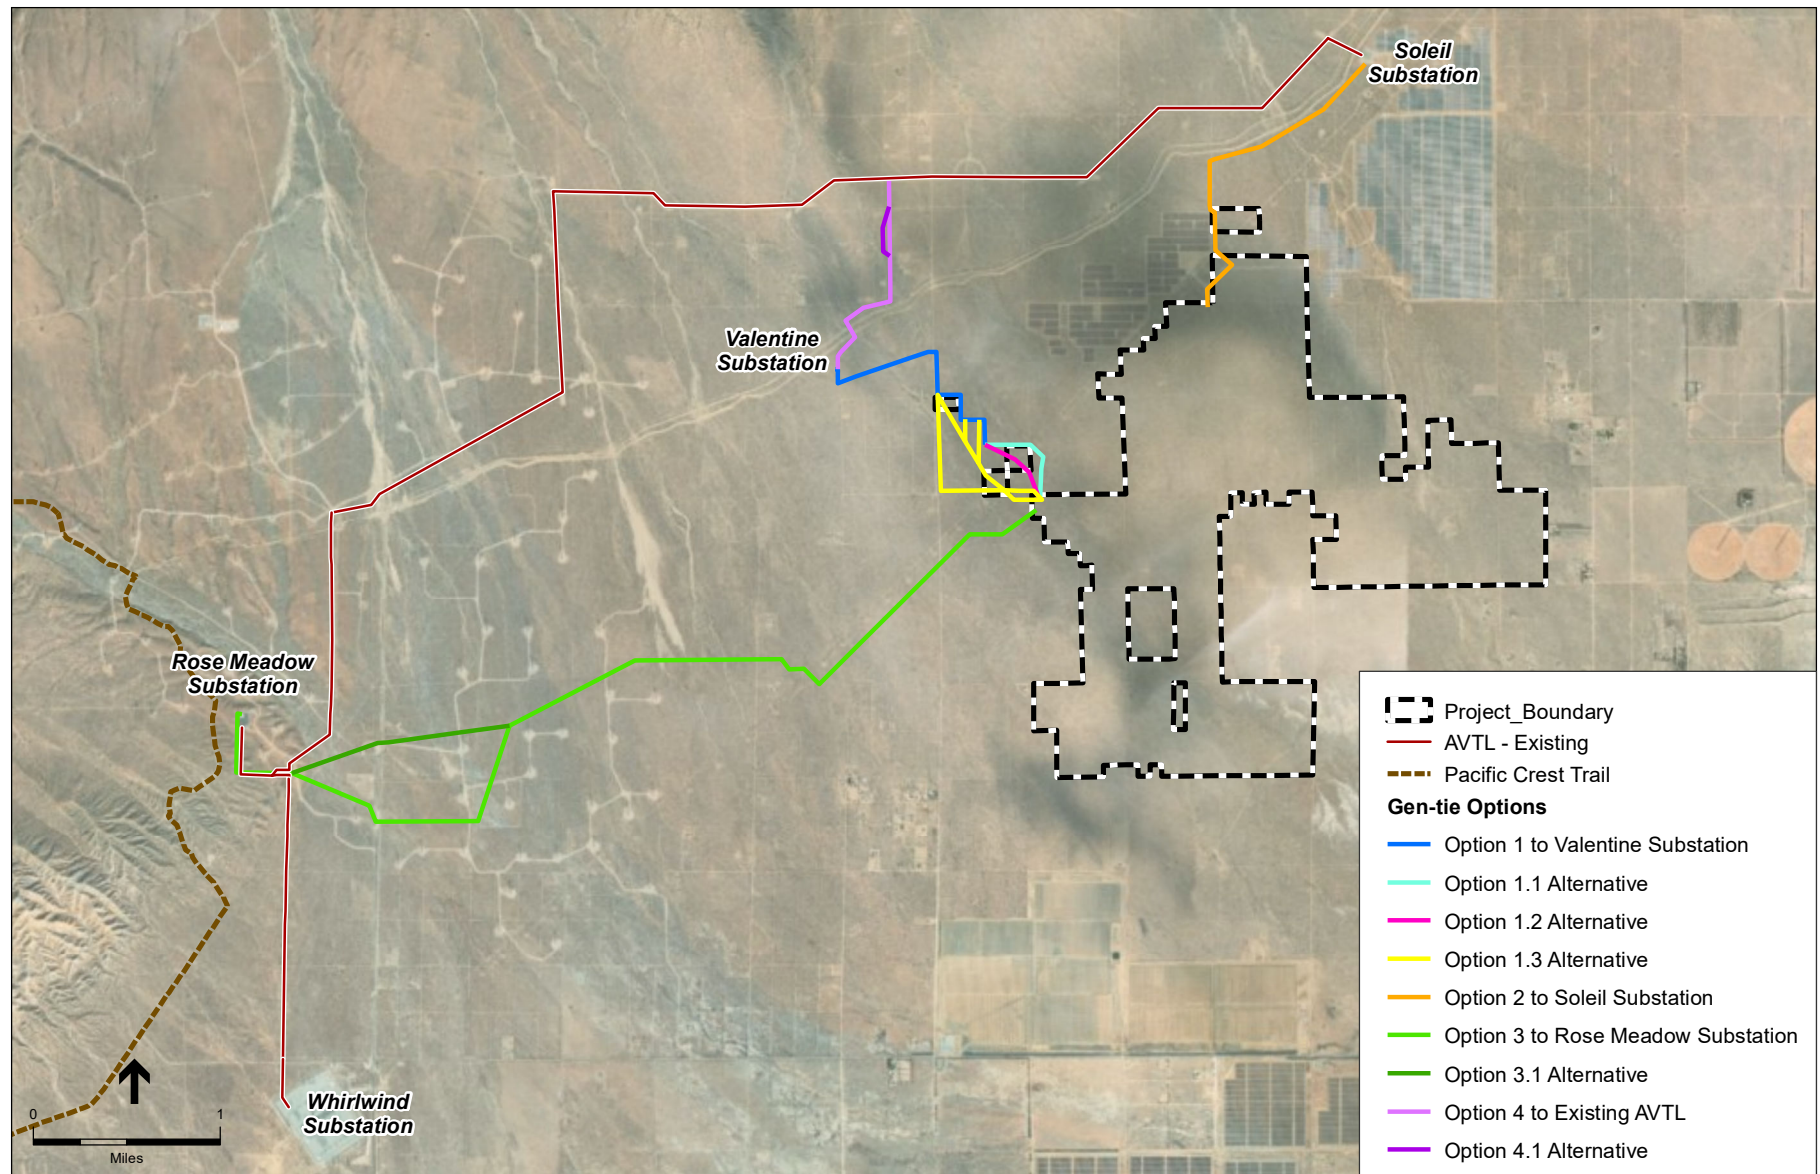 Soleil
Substation
Valentine
Substation
Rose Meadow
Substation
Whirlwind
Substation
0 1
Miles
Project_Boundary
AVTL - Existing
Pacific Crest Trail
Gen-tie Options
Option 1 to Valentine Substation
Option 1.1 Alternative
Option 1.2 Alternative
Option 1.3 Alternative
Option 2 to Soleil Substation
Option 3 to Rose Meadow Substation
Option 3.1 Alternative
Option 4 to Existing AVTL
Option 4.1 Alternative